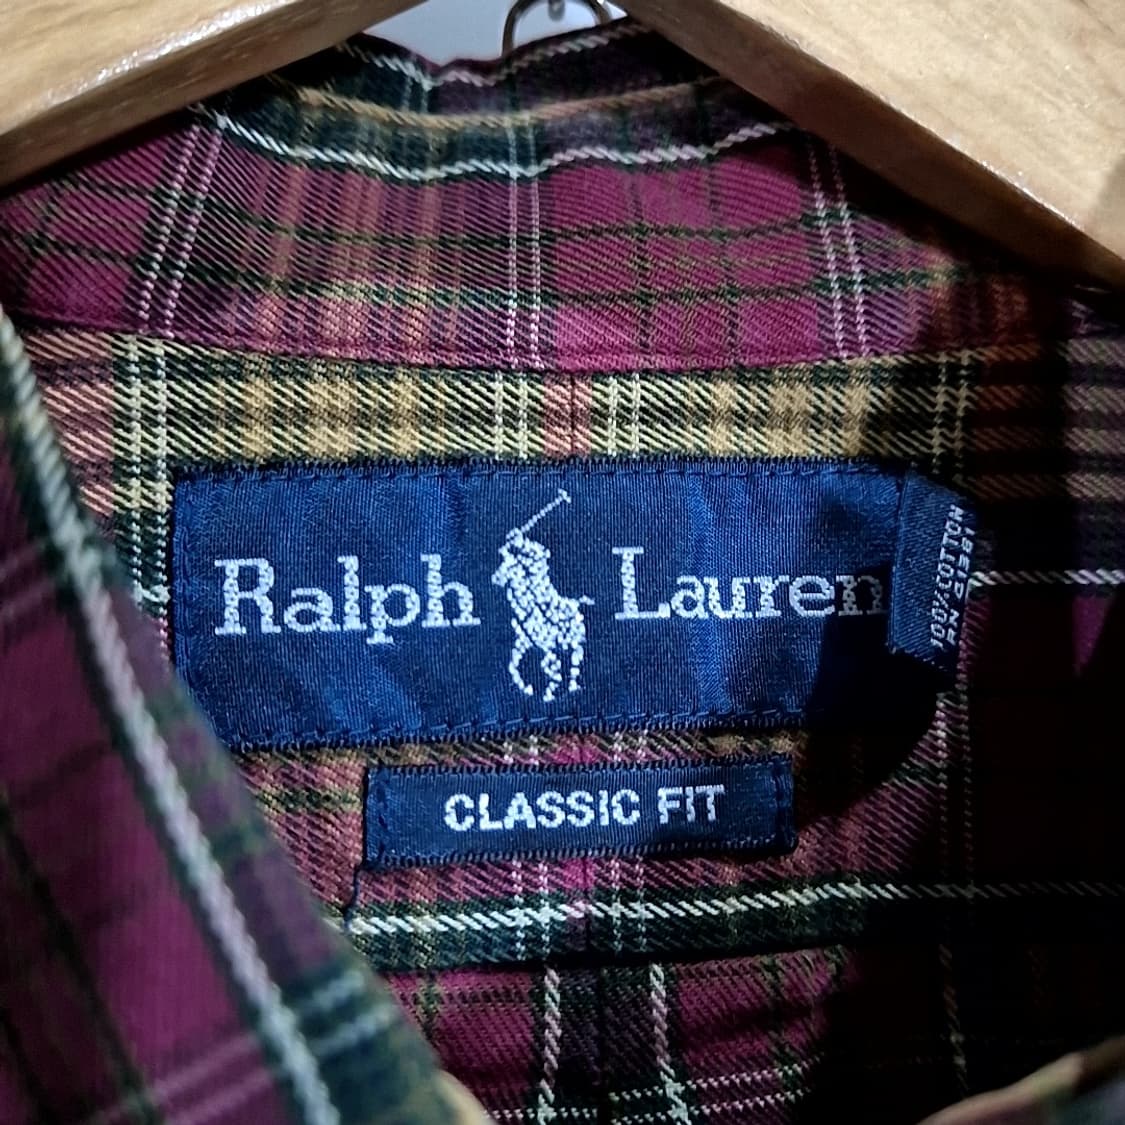 Ralph Lauren
CLASSIC FIT
100% COTTON